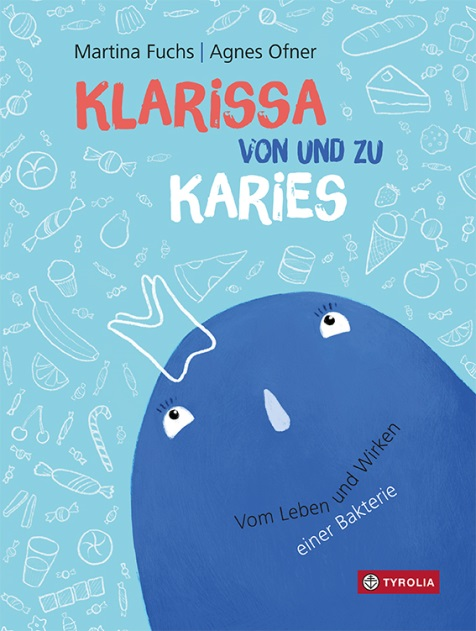 Martina Fuchs | Agnes Ofner
KLARISSA
VON UND ZU
KARIES
Vom Leben und Wirken
einer Bakterie
TYROLIA